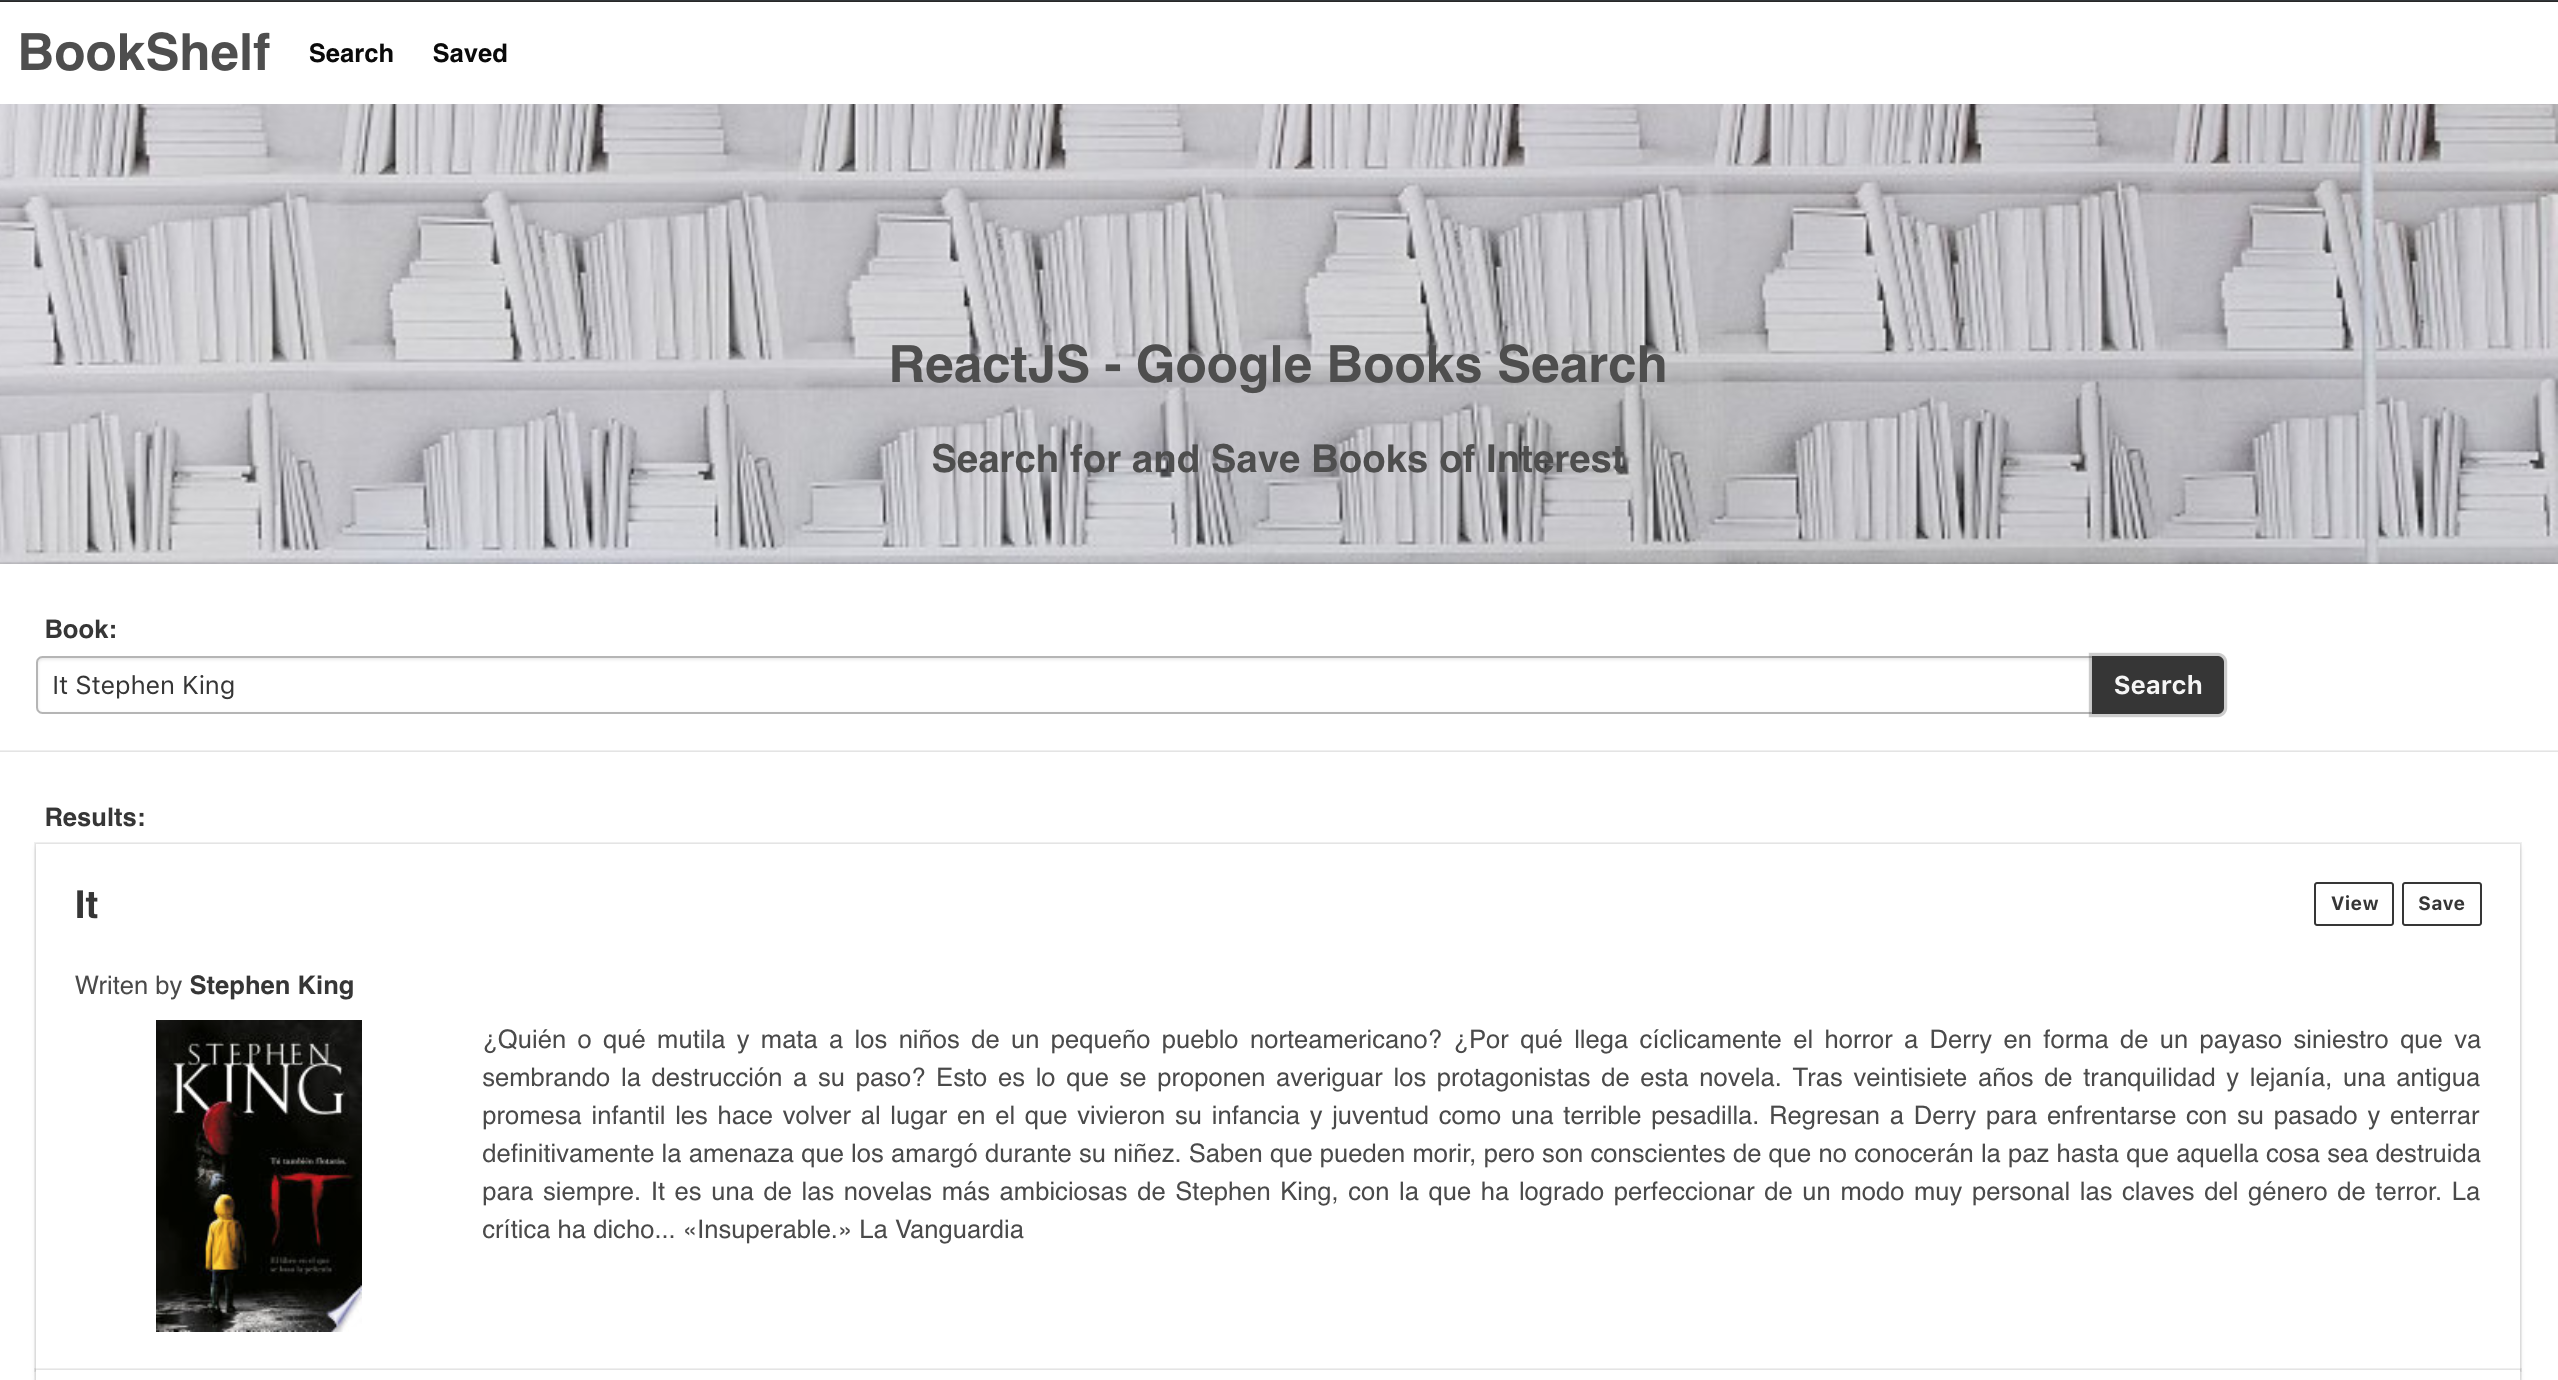 BookShelf Search Saved
ReactJS - Google Books Search
Search for and Save Books of Interest
Book:
It Stephen King Search
Results:
It View Save
Writen by Stephen King
STEPHEN
KING
Tú también flotarás.
IT
El libro en el que
se basa la película
¿Quién o qué mutila y mata a los niños de un pequeño pueblo norteamericano? ¿Por qué llega cíclicamente el horror a Derry en forma de un payaso siniestro que va
sembrando la destrucción a su paso? Esto es lo que se proponen averiguar los protagonistas de esta novela. Tras veintisiete años de tranquilidad y lejanía, una antigua
promesa infantil les hace volver al lugar en el que vivieron su infancia y juventud como una terrible pesadilla. Regresan a Derry para enfrentarse con su pasado y enterrar
definitivamente la amenaza que los amargó durante su niñez. Saben que pueden morir, pero son conscientes de que no conocerán la paz hasta que aquella cosa sea destruida
para siempre. It es una de las novelas más ambiciosas de Stephen King, con la que ha logrado perfeccionar de un modo muy personal las claves del género de terror. La
crítica ha dicho... «Insuperable.» La Vanguardia